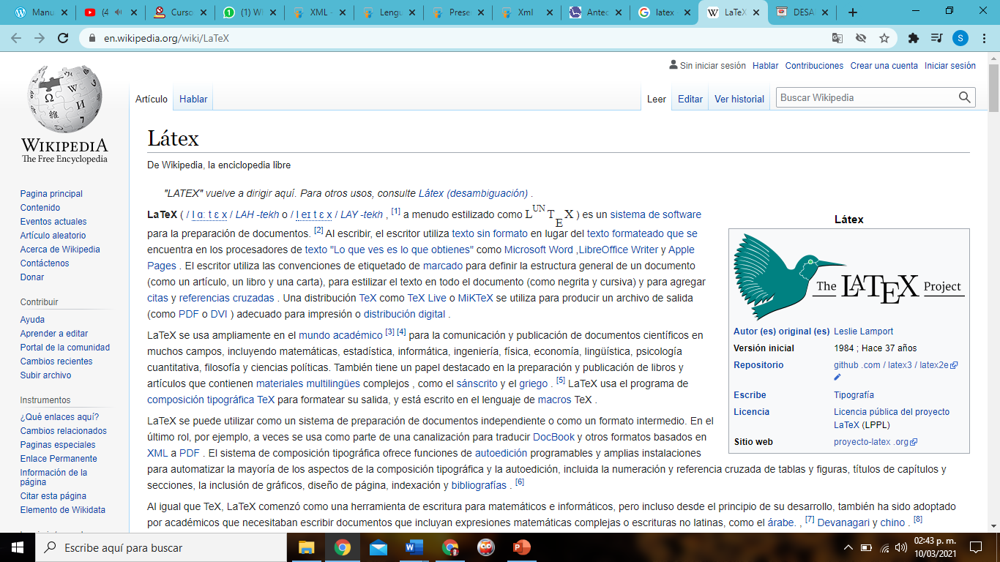 Manu
(4
Curso
(1) Wi
XML -
Lengu
Prese
Xml
Antec
latex -
LaTeX
DESA
en.wikipedia.org/wiki/LaTeX
S
Sin iniciar sesión Hablar Contribuciones Crear una cuenta Iniciar sesión
Artículo Hablar Leer Editar Ver historial Buscar Wikipedia
WIKIPEDIA
The Free Encyclopedia
Pagina principal
Contenido
Eventos actuales
Artículo aleatorio
Acerca de Wikipedia
Contáctenos
Donar
Contribuir
Ayuda
Aprender a editar
Portal de la comunidad
Cambios recientes
Subir archivo
Instrumentos
¿Qué enlaces aquí?
Cambios relacionados
Paginas especiales
Enlace Permanente
Información de la
página
Citar esta página
Elemento de Wikidata
Látex
De Wikipedia, la enciclopedia libre
"LATEX" vuelve a dirigir aquí. Para otros usos, consulte Látex (desambiguación) .
LaTeX ( / l ɑː t ɛ x / LAH -tekh o / l eɪ t ɛ x / LAY -tekh , [1] a menudo estilizado como L UN T E X ) es un sistema de software
para la preparación de documentos. [2] Al escribir, el escritor utiliza texto sin formato en lugar del texto formateado que se
encuentra en los procesadores de texto "Lo que ves es lo que obtienes" como Microsoft Word ,LibreOffice Writer y Apple
Pages . El escritor utiliza las convenciones de etiquetado de marcado para definir la estructura general de un documento
(como un artículo, un libro y una carta), para estilizar el texto en todo el documento (como negrita y cursiva) y para agregar
citas y referencias cruzadas . Una distribución TeX como TeX Live o MiKTeX se utiliza para producir un archivo de salida
(como PDF o DVI ) adecuado para impresión o distribución digital .
LaTeX se usa ampliamente en el mundo académico [3] [4] para la comunicación y publicación de documentos científicos en
muchos campos, incluyendo matemáticas, estadística, informática, ingeniería, física, economía, lingüística, psicología
cuantitativa, filosofía y ciencias políticas. También tiene un papel destacado en la preparación y publicación de libros y
artículos que contienen materiales multilingües complejos , como el sánscrito y el griego . [5] LaTeX usa el programa de
composición tipográfica TeX para formatear su salida, y está escrito en el lenguaje de macros TeX .
LaTeX se puede utilizar como un sistema de preparación de documentos independiente o como un formato intermedio. En el
último rol, por ejemplo, a veces se usa como parte de una canalización para traducir DocBook y otros formatos basados en
XML a PDF . El sistema de composición tipográfica ofrece funciones de autoedición programables y amplias instalaciones
para automatizar la mayoría de los aspectos de la composición tipográfica y la autoedición, incluida la numeración y referencia cruzada de tablas y figuras, títulos de capítulos y
secciones, la inclusión de gráficos, diseño de página, indexación y bibliografías . [6]
Al igual que TeX, LaTeX comenzó como una herramienta de escritura para matemáticos e informáticos, pero incluso desde el principio de su desarrollo, también ha sido adoptado
por académicos que necesitaban escribir documentos que incluyan expresiones matemáticas complejas o escrituras no latinas, como el árabe. , [7] Devanagari y chino . [8]
Látex
The LATEX Project
Autor (es) original (es) Leslie Lamport
Versión inicial 1984 ; Hace 37 años
Repositorio github .com / latex3 / latex2e
Escribe Tipografía
Licencia Licencia pública del proyecto
LaTeX (LPPL)
Sitio web proyecto-latex .org
Escribe aquí para buscar
02:43 p. m.
10/03/2021